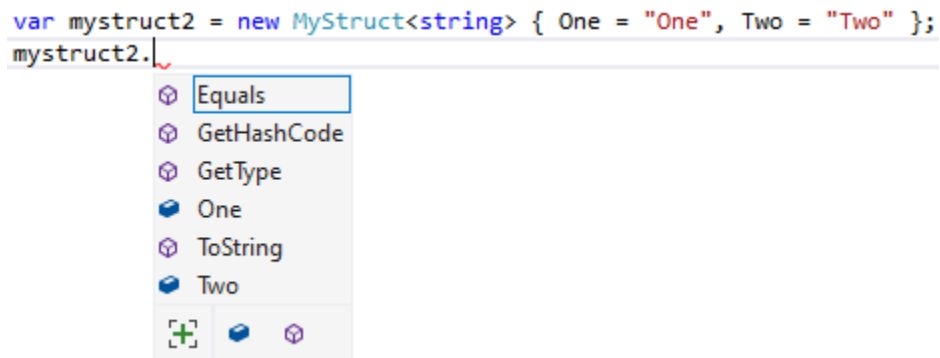 var mystruct2 = new MyStruct<string> { One = "One", Two = "Two" };
mystruct2.
Equals
GetHashCode
GetType
One
ToString
Two